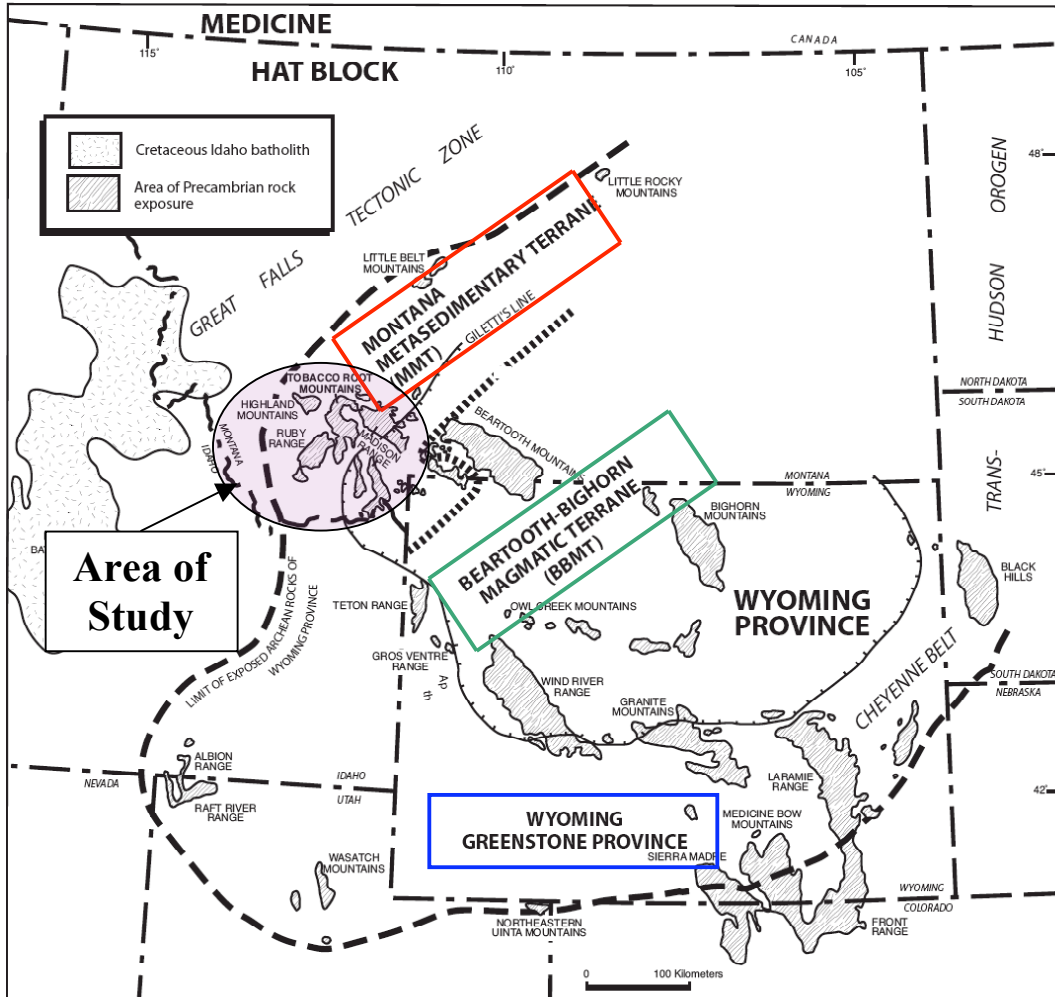 MEDICINE
HAT BLOCK
115°
110°
CANADA
105°
Cretaceous Idaho batholith
Area of Precambrian rock
exposure
48°
GREAT FALLS TECTONIC ZONE
LITTLE ROCKY
MOUNTAINS
LITTLE BELT
MOUNTAINS
MONTANA
METASEDIMENTARY TERRANE
(MMT)
GILETTI'S LINE
TRANS-HUDSON OROGEN
NORTH DAKOTA
SOUTH DAKOTA
TOBACCO ROOT
MOUNTAINS
HIGHLAND
MOUNTAINS
RUBY
RANGE
MADISON
RANGE
MONTANA
IDAHO
BEARTOOTH MOUNTAINS
45°
MONTANA
WYOMING
BIGHORN
MOUNTAINS
BEARTOOTH-BIGHORN
MAGMATIC TERRANE
(BBMT)
BAT
Area of
Study
BLACK
HILLS
TETON RANGE
OWL CREEK MOUNTAINS
WYOMING
PROVINCE
LIMIT OF EXPOSED ARCHEAN ROCKS OF
WYOMING PROVINCE
GROS VENTRE
RANGE
Ap
th
WIND RIVER
RANGE
GRANITE
MOUNTAINS
CHEYENNE BELT
SOUTH DAKOTA
NEBRASKA
ALBION
RANGE
NEVADA
IDAHO
UTAH
RAFT RIVER
RANGE
LARAMIE
RANGE
42°
WYOMING
GREENSTONE PROVINCE
MEDICINE BOW
MOUNTAINS
SIERRA MADRE
WASATCH
MOUNTAINS
WYOMING
COLORADO
NORTHEASTERN
UINTA MOUNTAINS
FRONT
RANGE
0 100 Kilometers